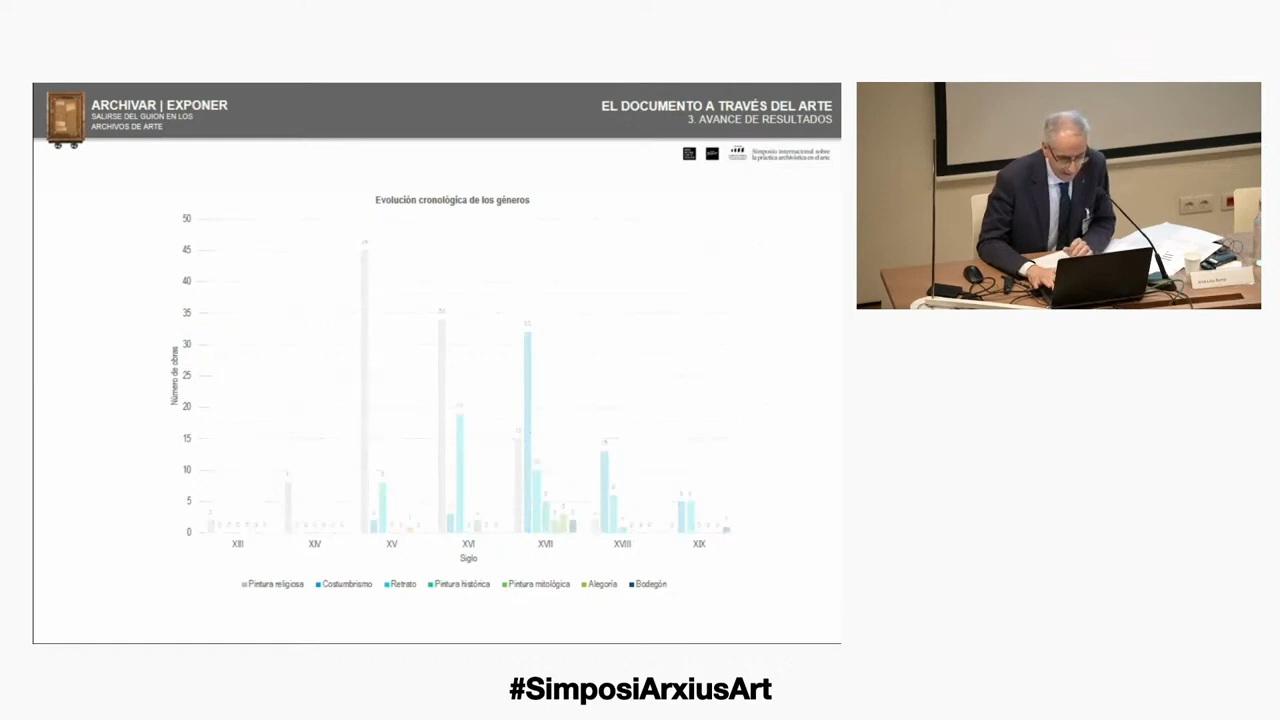 ARCHIVAR | EXPONER
SALIRSE DEL GUION EN LOS
ARCHIVOS DE ARTE
EL DOCUMENTO A TRAVÉS DEL ARTE
3. AVANCE DE RESULTADOS
Simposio internacional sobre
la práctica archivística en el arte
Evolución cronológica de los géneros
Número de obras
50
45
40
35
30
25
20
15
10
5
0
XIII
XIV
XV
XVI
XVII
XVIII
XIX
Siglo
Pintura religiosa
Costumbrismo
Retrato
Pintura histórica
Pintura mitológica
Alegoría
Bodegón
#SimposiArxiusArt